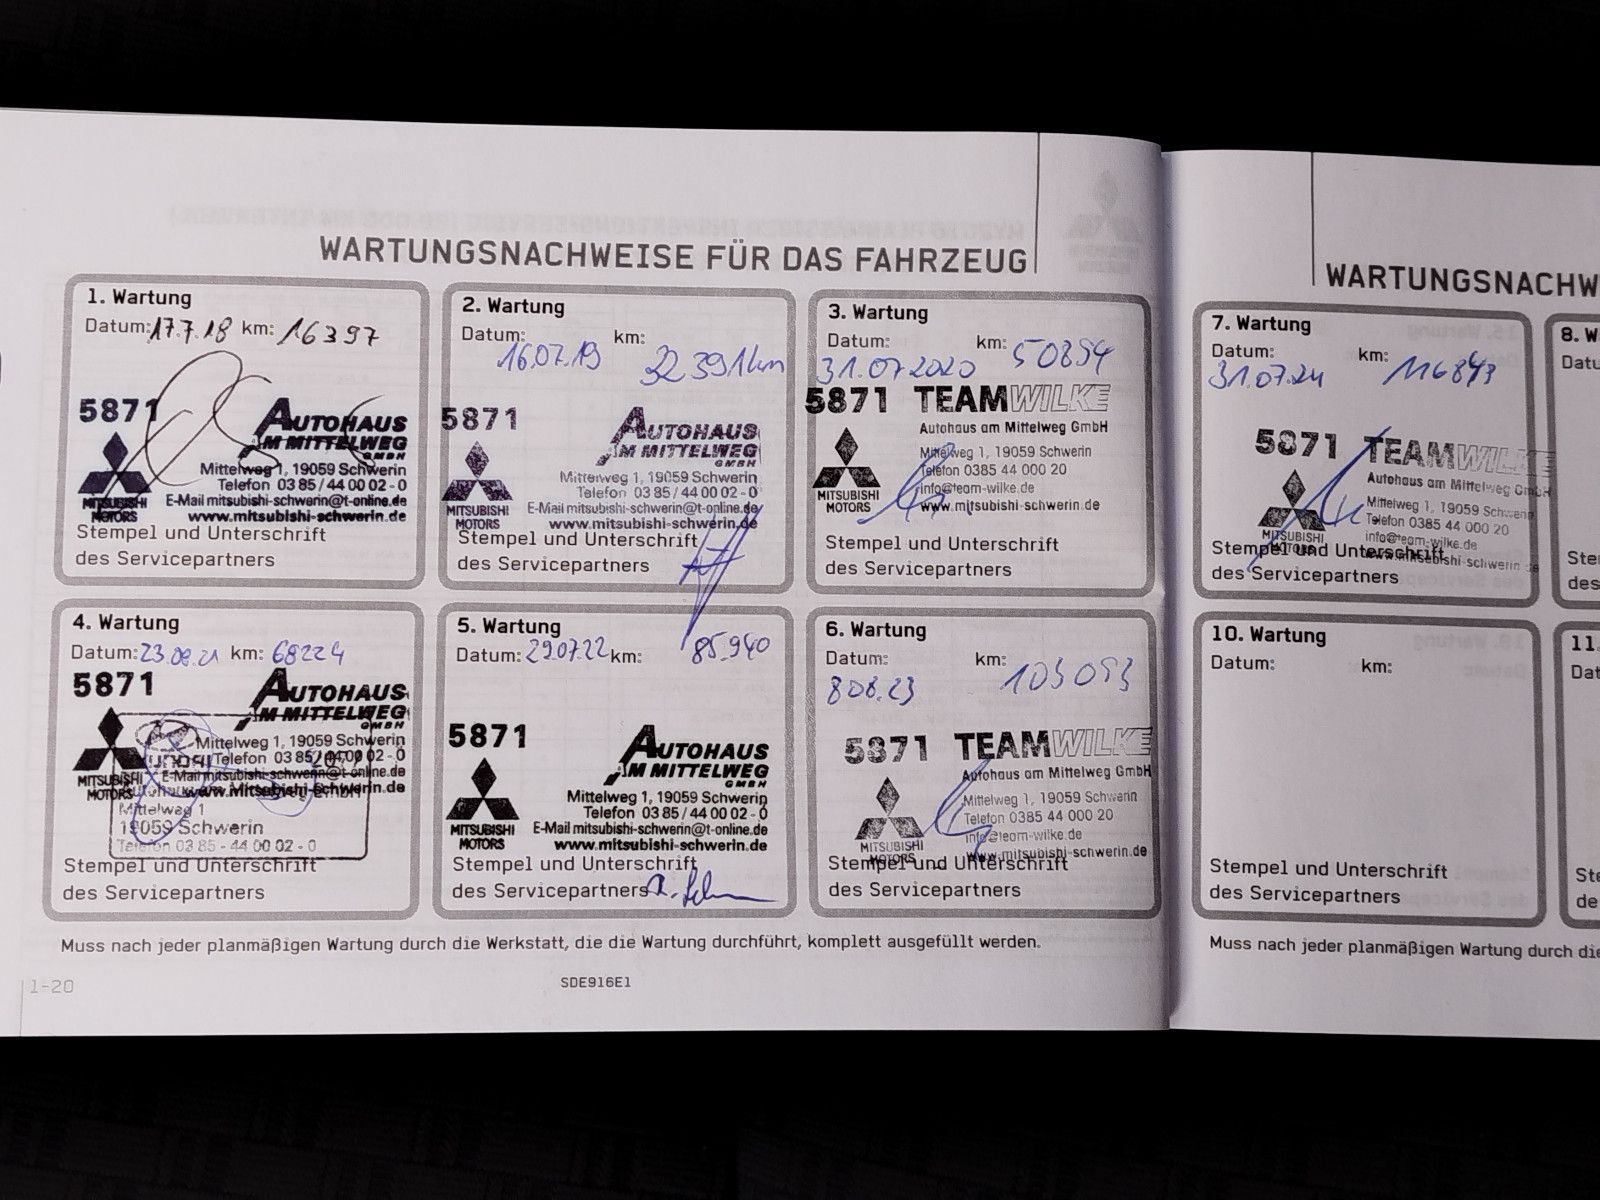 WARTUNGSNACHWEISE FÜR DAS FAHRZEUG
1. Wartung
Datum: 17.7.18 km: 16397
5871
AUTOHAUS
AM MITTELWEG
GMBH
Mittelweg 1, 19059 Schwerin
Telefon 03 85 / 44 00 02 - 0
E-Mail mitsubishi-schwerin@t-online.de
www.mitsubishi-schwerin.de
MITSUBISHI
MOTORS
Stempel und Unterschrift
des Servicepartners
2. Wartung
Datum: km:
16.07.19 32391km
5871
AUTOHAUS
AM MITTELWEG
GMBH
Mittelweg 1, 19059 Schwerin
Telefon 03 85 / 44 00 02 - 0
E-Mail mitsubishi-schwerin@t-online.de
www.mitsubishi-schwerin.de
MITSUBISHI
MOTORS
Stempel und Unterschrift
des Servicepartners
3. Wartung
Datum: km: 50894
31.07.2020
5871 TEAMWILKE
Autohaus am Mittelweg GmbH
Mittelweg 1, 19059 Schwerin
Telefon 0385 44 000 20
info@team-wilke.de
www.mitsubishi-schwerin.de
MITSUBISHI
MOTORS
Stempel und Unterschrift
des Servicepartners
4. Wartung
Datum: 23.08.21 km: 68224
5871
AUTOHAUS
AM MITTELWEG
GMBH
Mittelweg 1, 19059 Schwerin
Telefon 03 85 / 44 00 02 - 0
E-Mail mitsubishi-schwerin@t-online.de
www.mitsubishi-schwerin.de
MITSUBISHI
MOTORS
Mittelweg 1
19059 Schwerin
Telefon 03 85 - 44 00 02 - 0
Stempel und Unterschrift
des Servicepartners
5. Wartung
Datum: 29.07.22 km: 85.940
5871
AUTOHAUS
AM MITTELWEG
GMBH
Mittelweg 1, 19059 Schwerin
Telefon 03 85 / 44 00 02 - 0
E-Mail mitsubishi-schwerin@t-online.de
www.mitsubishi-schwerin.de
MITSUBISHI
MOTORS
Stempel und Unterschrift
des Servicepartners
6. Wartung
Datum: km: 103093
808.23
5871 TEAMWILKE
Autohaus am Mittelweg GmbH
Mittelweg 1, 19059 Schwerin
Telefon 0385 44 000 20
info@team-wilke.de
www.mitsubishi-schwerin.de
MITSUBISHI
MOTORS
Stempel und Unterschrift
des Servicepartners
Muss nach jeder planmäßigen Wartung durch die Werkstatt, die die Wartung durchführt, komplett ausgefüllt werden.
1-20
SDE916E1
WARTUNGSNACHW
7. Wartung
Datum: km: 116843
31.07.24
5871 TEAMWILKE
Autohaus am Mittelweg GmbH
Mittelweg 1, 19059 Schwerin
Telefon 0385 44 000 20
info@team-wilke.de
www.mitsubishi-schwerin.de
MITSUBISHI
MOTORS
Stempel und Unterschrift
des Servicepartners
8. W
Datu
Ste
des
10. Wartung
Datum: km:
Stempel und Unterschrift
des Servicepartners
11.
Dat
Ste
de
Muss nach jeder planmäßigen Wartung durch die